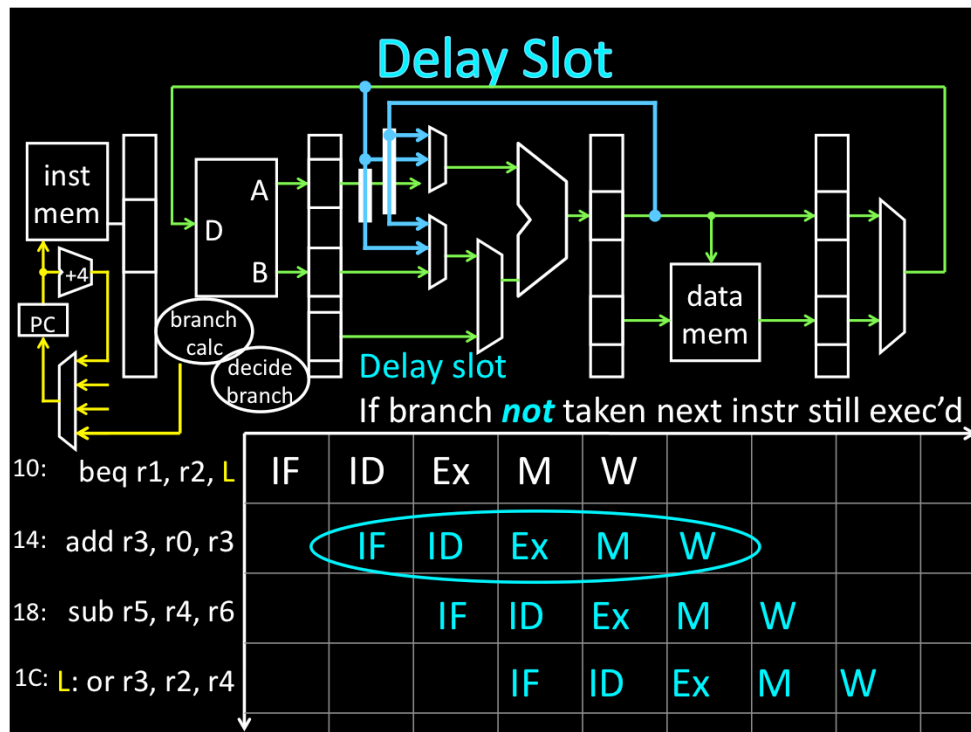 Delay Slot
inst
mem
A
D
B
+4
PC
branch
calc
decide
branch
data
mem
Delay slot
If branch not taken next instr still exec'd
10: beq r1, r2, L IF ID Ex M W
14: add r3, r0, r3 IF ID Ex M W
18: sub r5, r4, r6 IF ID Ex M W
1C: L: or r3, r2, r4 IF ID Ex M W